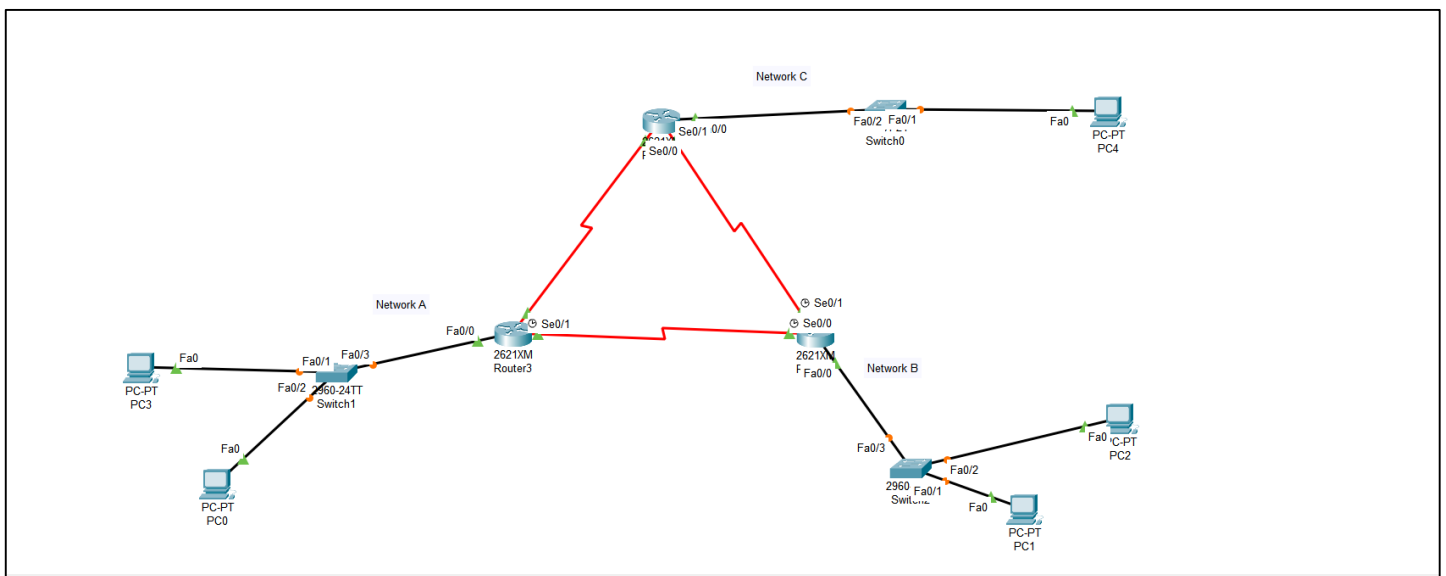 Network C
Se0/1
0/0
Se0/0
Fa0/2
Fa0/1
Switch0
Fa0
PC-PT
PC4
Network A
Fa0/0
Se0/1
2621XM
Router3
Se0/1
Se0/0
2621XM
Fa0/0
Network B
Fa0
PC-PT
PC3
Fa0/1
Fa0/3
Fa0/2
2960-24TT
Switch1
Fa0
PC-PT
PC0
Fa0/3
Fa0/2
Fa0/1
2960
Fa0
PC2
Fa0
PC-PT
PC1